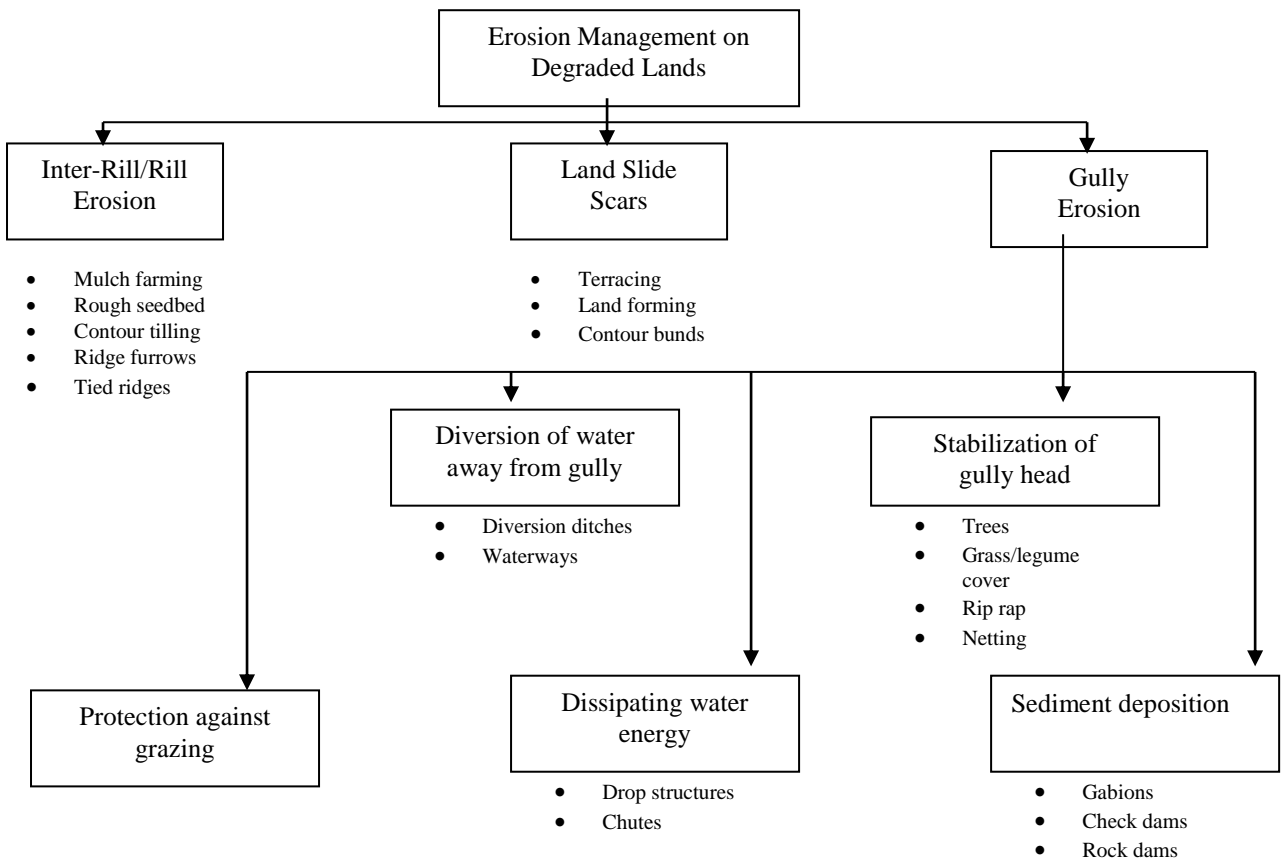 Erosion Management on
Degraded Lands
Inter-Rill/Rill
Erosion
Land Slide
Scars
Gully
Erosion
• Mulch farming
• Rough seedbed
• Contour tilling
• Ridge furrows
• Tied ridges
• Terracing
• Land forming
• Contour bunds
Diversion of water
away from gully
• Diversion ditches
• Waterways
Stabilization of
gully head
• Trees
• Grass/legume
cover
• Rip rap
• Netting
Protection against
grazing
Dissipating water
energy
• Drop structures
• Chutes
Sediment deposition
• Gabions
• Check dams
• Rock dams